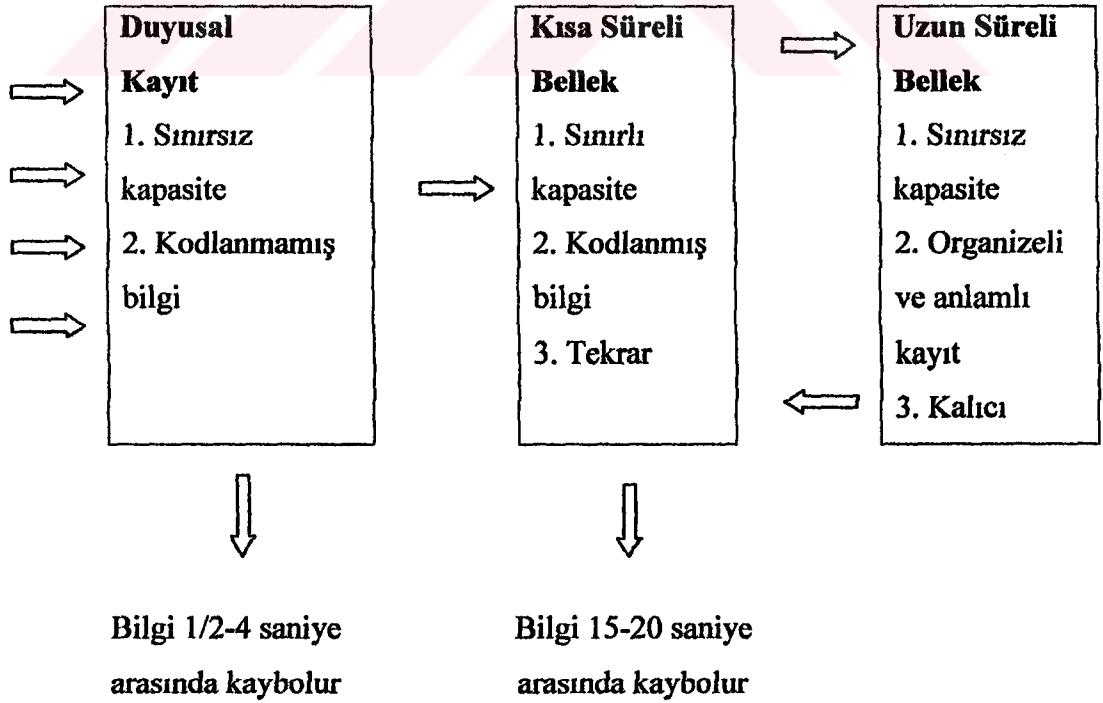 Duyusal
Kayıt
1. Sınırsız
kapasite
2. Kodlanmamış
bilgi
Kısa Süreli
Bellek
1. Sınırlı
kapasite
2. Kodlanmış
bilgi
3. Tekrar
Uzun Süreli
Bellek
1. Sınırsız
kapasite
2. Organizeli
ve anlamlı
kayıt
3. Kalıcı
Bilgi 1/2-4 saniye
arasında kaybolur
Bilgi 15-20 saniye
arasında kaybolur